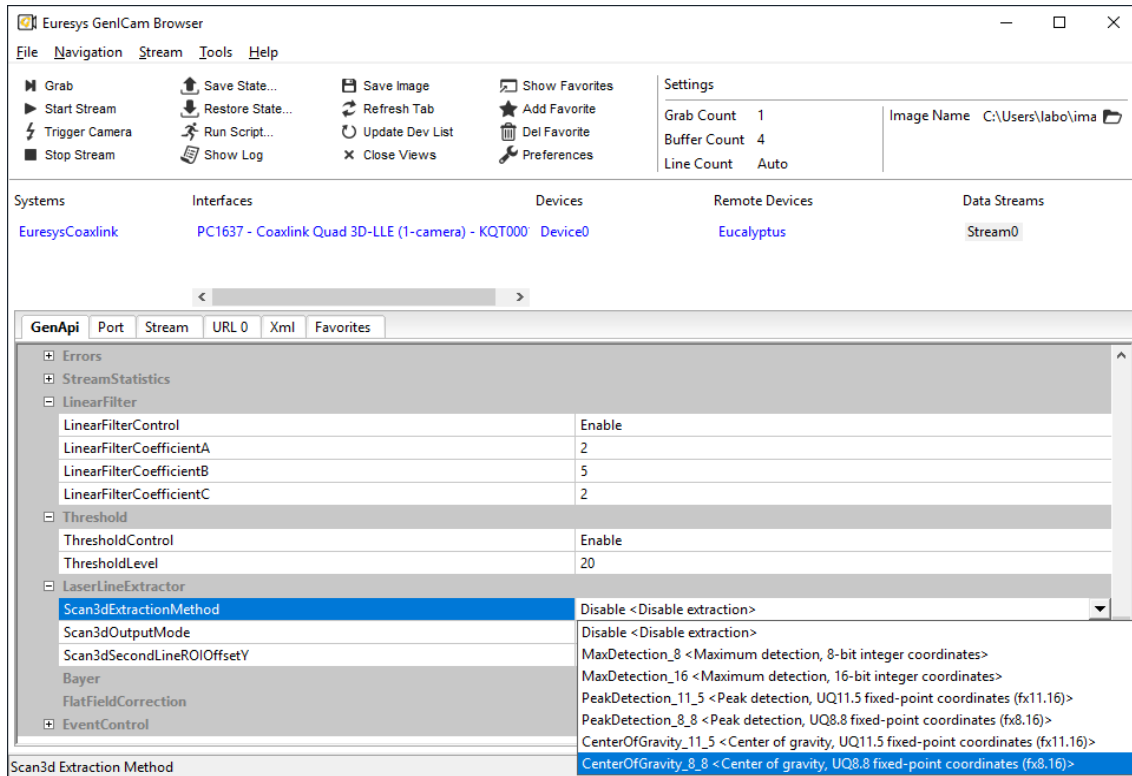 Euresys GenICam Browser
File Navigation Stream Tools Help
Grab Save State... Save Image Show Favorites Settings
Start Stream Restore State... Refresh Tab Add Favorite Grab Count 1 Image Name C:\Users\labo\ima
Trigger Camera Run Script... Update Dev List Del Favorite Buffer Count 4
Stop Stream Show Log Close Views Preferences Line Count Auto
Systems Interfaces Devices Remote Devices Data Streams
EuresysCoaxlink PC1637 - Coaxlink Quad 3D-LLE (1-camera) - KQT000 Device0 Eucalyptus Stream0
GenApi Port Stream URL 0 Xml Favorites
Errors
StreamStatistics
LinearFilter
LinearFilterControl Enable
LinearFilterCoefficientA 2
LinearFilterCoefficientB 5
LinearFilterCoefficientC 2
Threshold
ThresholdControl Enable
ThresholdLevel 20
LaserLineExtractor
Scan3dExtractionMethod Disable <Disable extraction>
Scan3dOutputMode Disable <Disable extraction>
Scan3dSecondLineROIOffsetY MaxDetection_8 <Maximum detection, 8-bit integer coordinates>
Bayer MaxDetection_16 <Maximum detection, 16-bit integer coordinates>
FlatFieldCorrection PeakDetection_11_5 <Peak detection, UQ11.5 fixed-point coordinates (fx11.16)>
EventControl PeakDetection_8_8 <Peak detection, UQ8.8 fixed-point coordinates (fx8.16)>
CenterOfGravity_11_5 <Center of gravity, UQ11.5 fixed-point coordinates (fx11.16)>
Scan3d Extraction Method CenterOfGravity_8_8 <Center of gravity, UQ8.8 fixed-point coordinates (fx8.16)>